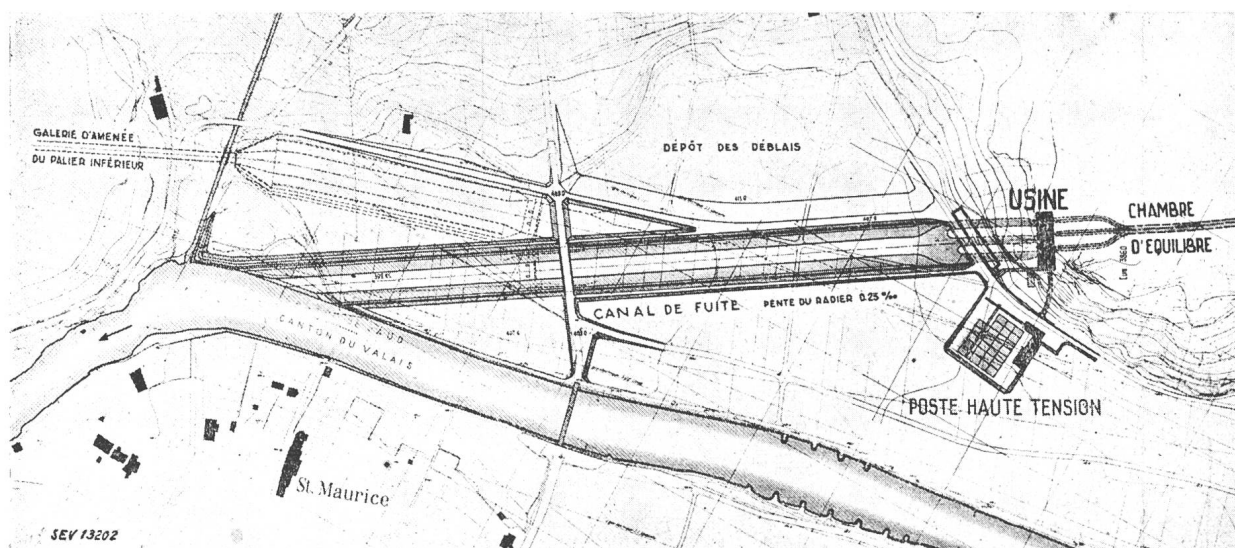 GALERIE D'AMENÉE
DU PALIER INFÉRIEUR
DÉPÔT DES DÉBLAIS
USINE
CHAMBRE
D'ÉQUILIBRE
CANAL DE FUITE PENTE DU RADIER 0.25 ‰
CANTON DU VALAIS
POSTE HAUTE TENSION
St. Maurice
SEV 13202